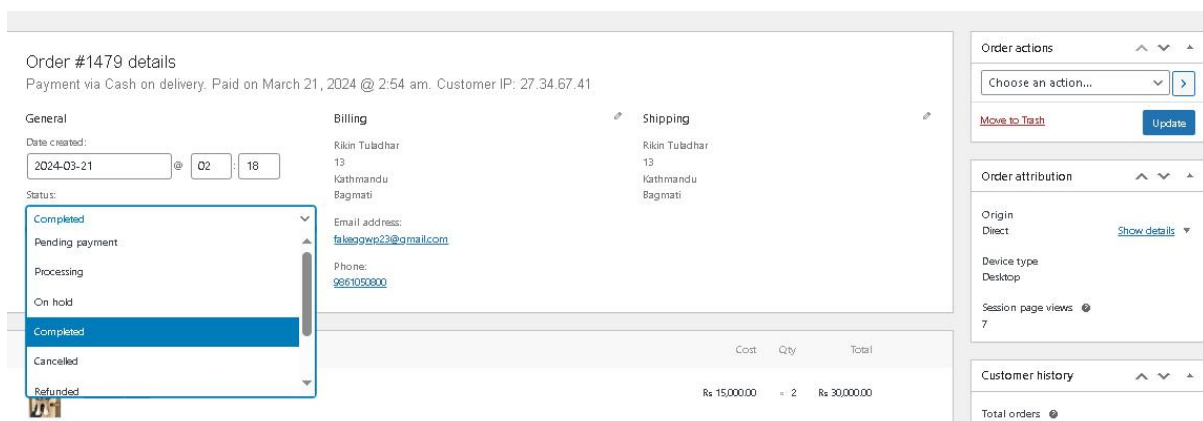 Order #1479 details
Payment via Cash on delivery. Paid on March 21, 2024 @ 2:54 am. Customer IP: 27.34.67.41
General
Date created:
2024-03-21 @ 02 : 18
Status:
Completed
Pending payment
Processing
On hold
Completed
Cancelled
Refunded
Billing
Rikin Tuladhar
13
Kathmandu
Bagmati
Email address:
fakeggwp23@gmail.com
Phone:
9861050800
Shipping
Rikin Tuladhar
13
Kathmandu
Bagmati
Cost Qty Total
Rs 15,000.00 × 2 Rs 30,000.00
Order actions
Choose an action...
Move to Trash
Update
Order attribution
Origin
Direct
Show details
Device type
Desktop
Session page views
7
Customer history
Total orders